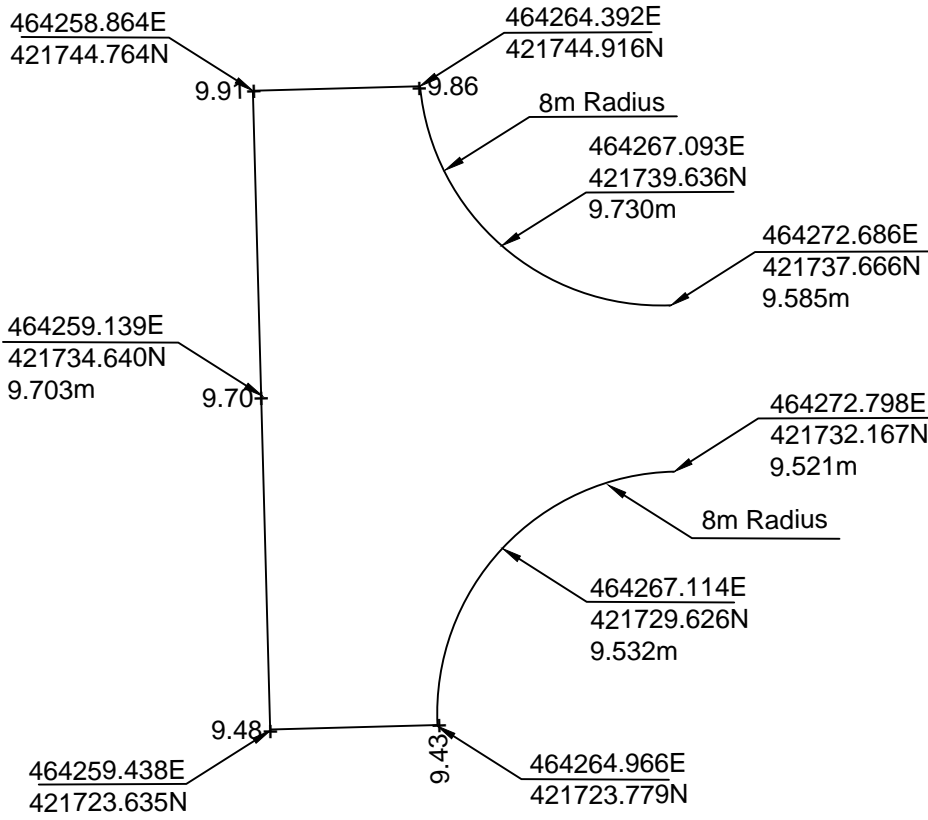 464258.864E
421744.764N
464264.392E
421744.916N
9.91
9.86
8m Radius
464267.093E
421739.636N
9.730m
464272.686E
421737.666N
9.585m
464259.139E
421734.640N
9.703m
9.70
464272.798E
421732.167N
9.521m
8m Radius
464267.114E
421729.626N
9.532m
9.48
9.43
464259.438E
421723.635N
464264.966E
421723.779N